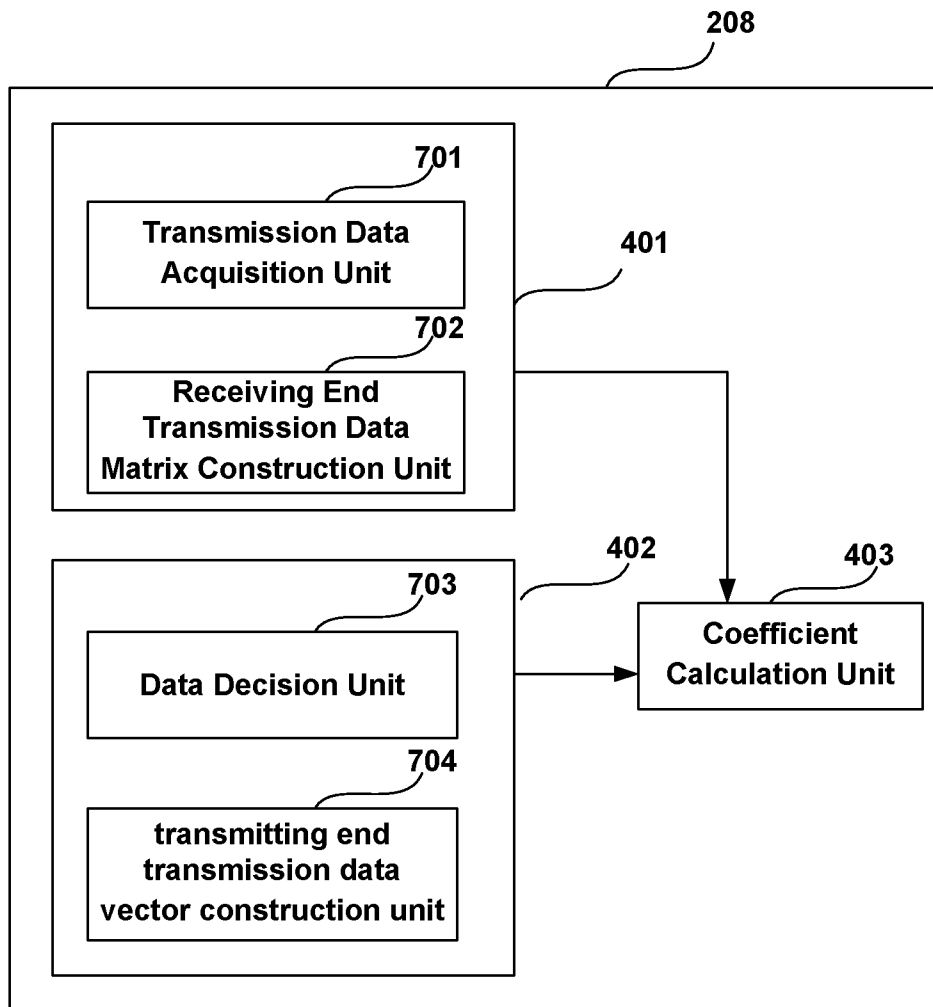 208
701
Transmission Data
Acquisition Unit
401
702
Receiving End
Transmission Data
Matrix Construction Unit
402
403
703
Coefficient
Calculation Unit
Data Decision Unit
704
transmitting end
transmission data
vector construction unit